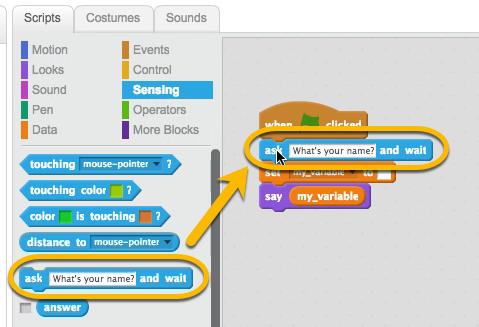 Scripts Costumes Sounds
Motion Events
Looks Control
Sound Sensing
Pen Operators
Data More Blocks
touching mouse-pointer ?
touching color ?
color is touching ?
distance to mouse-pointer
ask What's your name? and wait
answer
when clicked
ask What's your name? and wait
set my_variable to
say my_variable